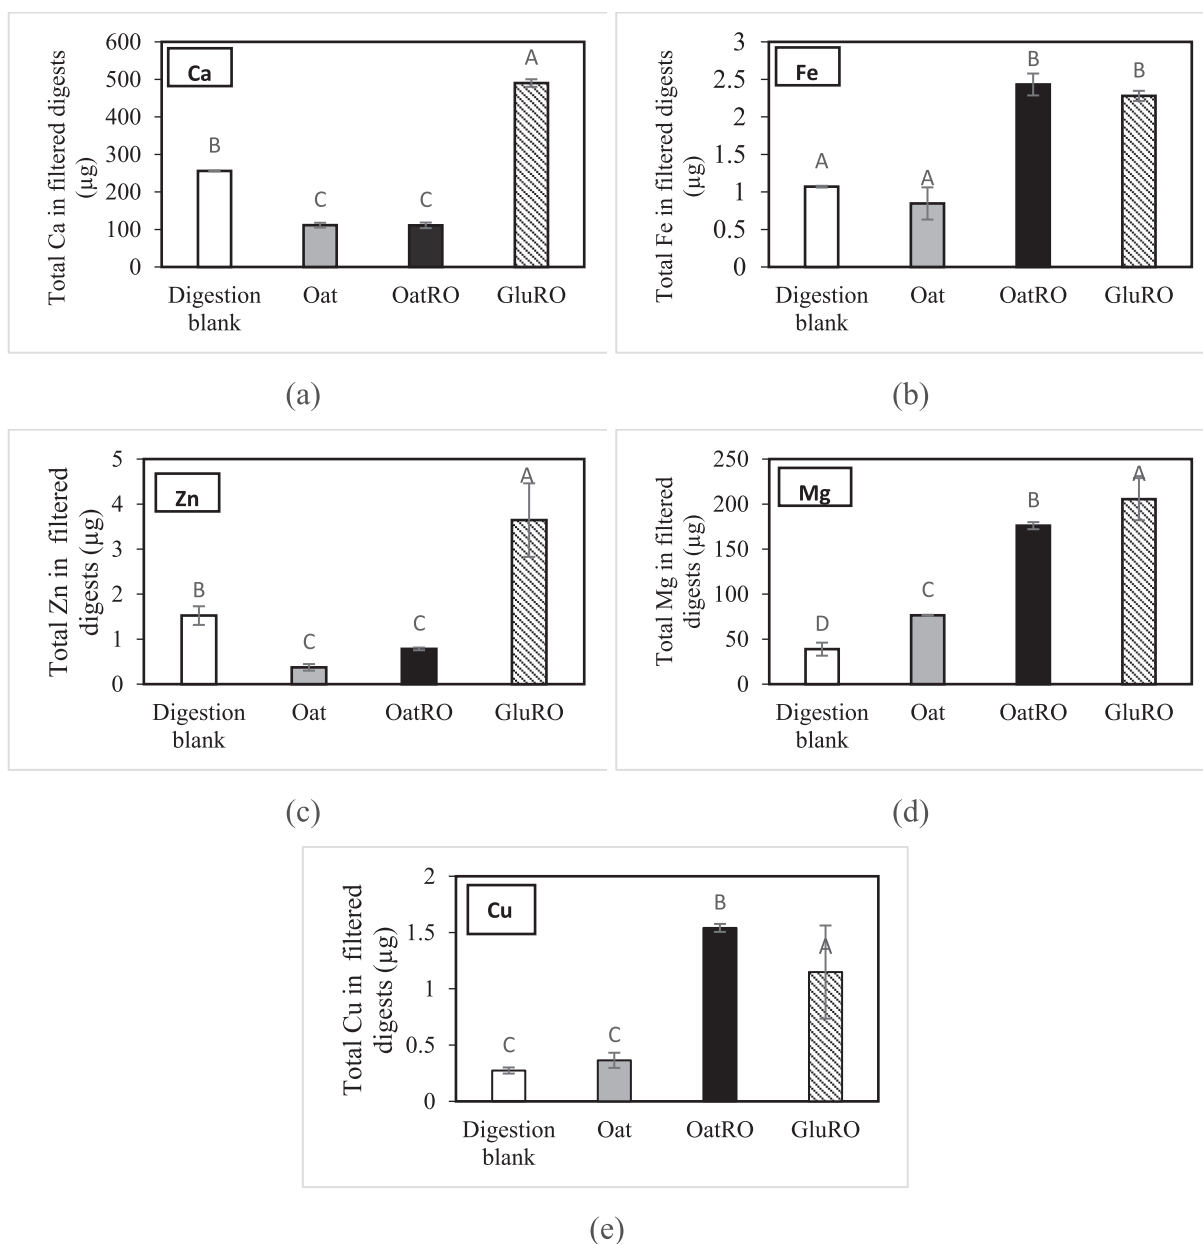 Total Ca in filtered digests
(µg)
600
500
400
300
200
100
0
Ca
B
C
C
A
Digestion
blank
Oat
OatRO
GluRO
(a)
Total Fe in filtered digests
(µg)
3
2.5
2
1.5
1
0.5
0
Fe
A
A
B
B
Digestion
blank
Oat
OatRO
GluRO
(b)
Total Zn in filtered
digests (µg)
5
4
3
2
1
0
Zn
B
C
C
A
Digestion
blank
Oat
OatRO
GluRO
(c)
Total Mg in filtered
digests (µg)
250
200
150
100
50
0
Mg
D
C
B
A
Digestion
blank
Oat
OatRO
GluRO
(d)
Total Cu in filtered
digests (µg)
2
1.5
1
0.5
0
Cu
C
C
B
A
Digestion
blank
Oat
OatRO
GluRO
(e)